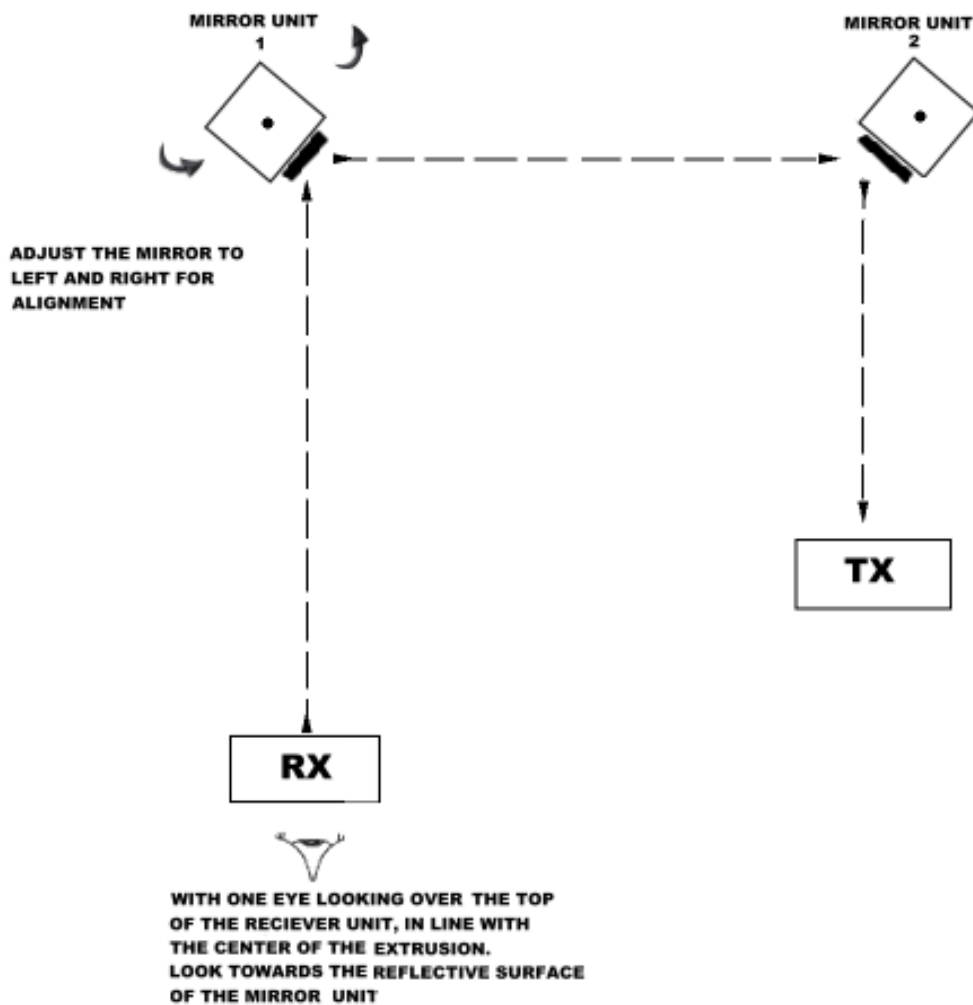 MIRROR UNIT
1
MIRROR UNIT
2
ADJUST THE MIRROR TO
LEFT AND RIGHT FOR
ALIGNMENT
TX
RX
WITH ONE EYE LOOKING OVER THE TOP
OF THE RECIEVER UNIT, IN LINE WITH
THE CENTER OF THE EXTRUSION.
LOOK TOWARDS THE REFLECTIVE SURFACE
OF THE MIRROR UNIT